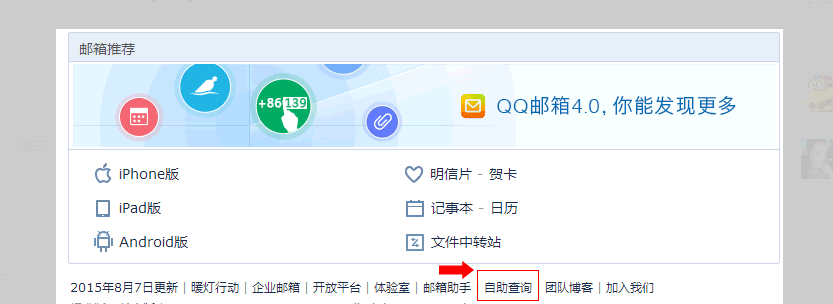 邮箱推荐
+86 139
QQ邮箱4.0, 你能发现更多
iPhone版
明信片 - 贺卡
iPad版
记事本 - 日历
Android版
文件中转站
2015年8月7日更新 | 暖灯行动 | 企业邮箱 | 开放平台 | 体验室 | 邮箱助手 | 自助查询 | 团队博客 | 加入我们